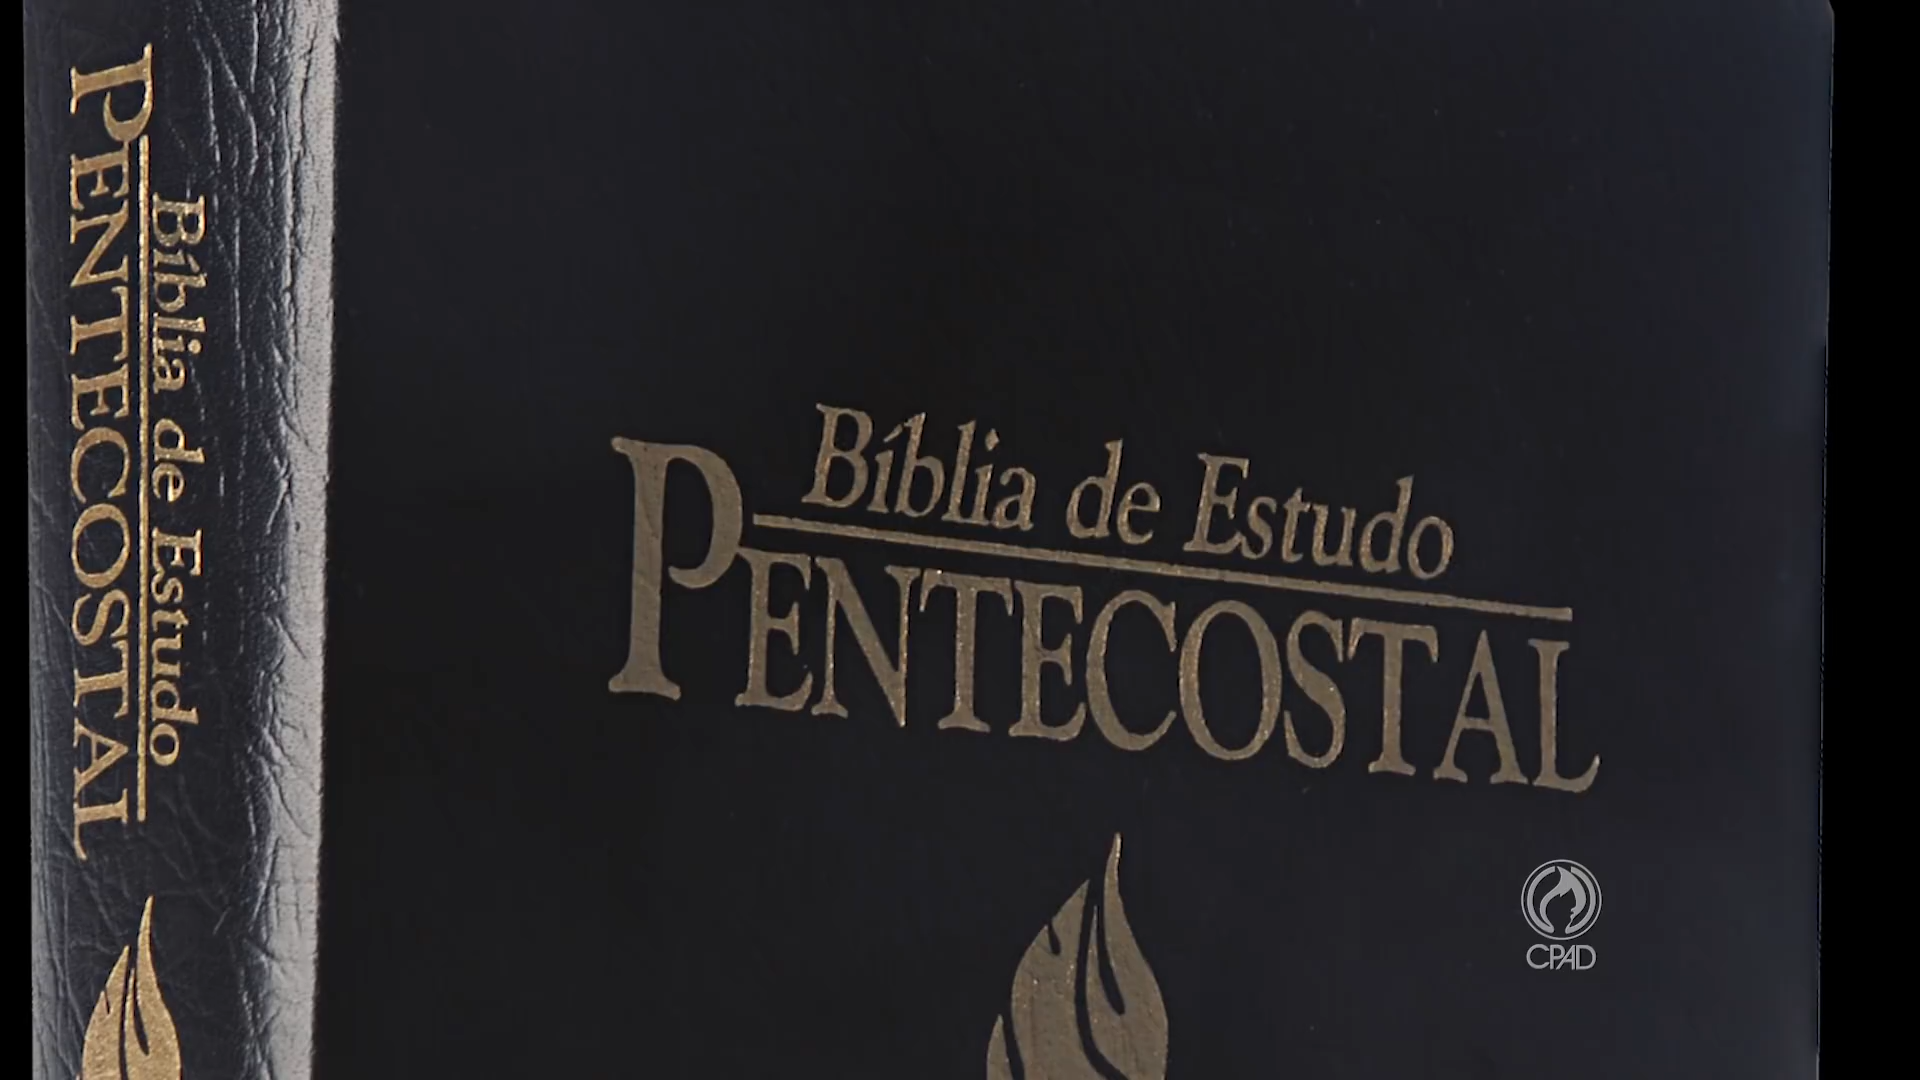 Bíblia de Estudo
PENTECOSTAL
Bíblia de Estudo
PENTECOSTAL
CPAD